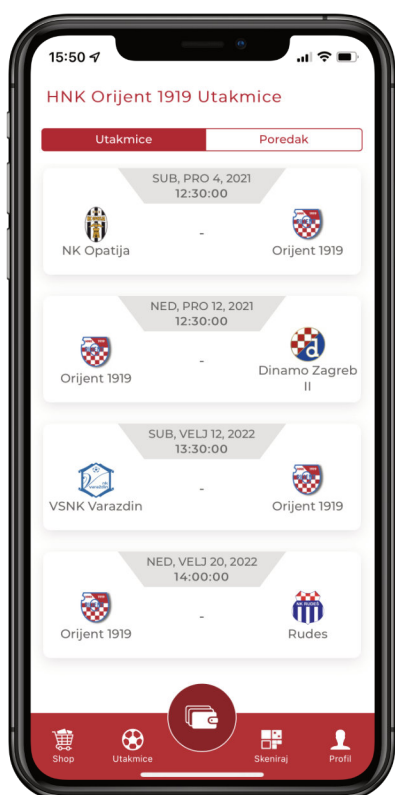 15:50
HNK Orijent 1919 Utakmice
Utakmice Poredak
SUB, PRO 4, 2021
12:30:00
NK Opatija - Orijent 1919
NED, PRO 12, 2021
12:30:00
Orijent 1919 - Dinamo Zagreb
II
SUB, VELJ 12, 2022
13:30:00
VSNK Varazdin - Orijent 1919
NED, VELJ 20, 2022
14:00:00
NK RUDEŠ
Orijent 1919 - Rudes
Shop Utakmice Skeniraj Profil